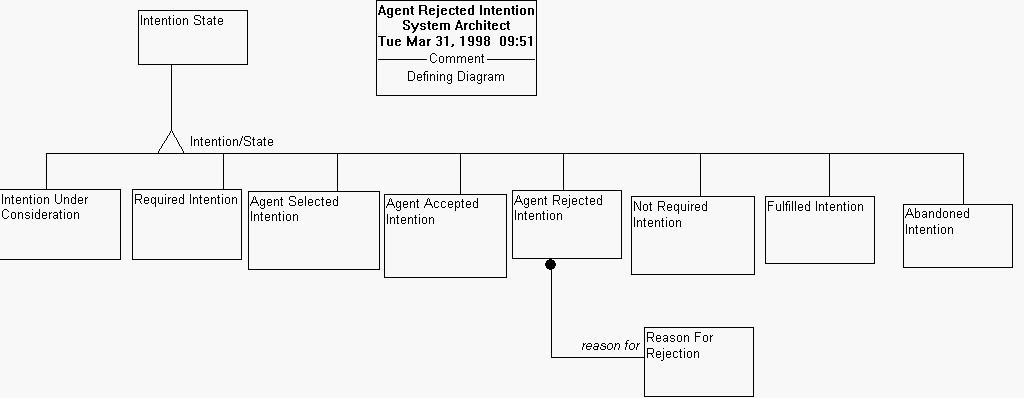 Intention State
Agent Rejected Intention
System Architect
Tue Mar 31, 1998 09:51
Comment
Defining Diagram
Intention/State
Intention Under
Consideration
Required Intention
Agent Selected
Intention
Agent Accepted
Intention
Agent Rejected
Intention
Not Required
Intention
Fulfilled Intention
Abandoned
Intention
reason for
Reason For
Rejection